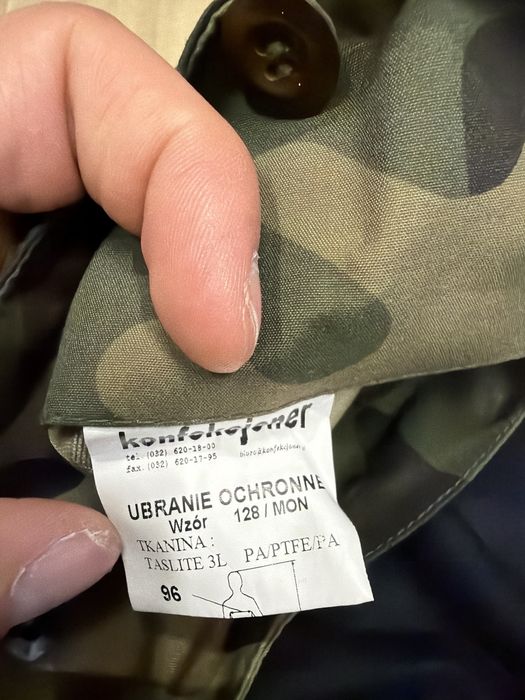 konfekcjoner
tel. (032) 620-18-00
fax. (032) 620-17-95
UBRANIE OCHRONNE
Wzór 128 / MON
TKANINA :
TASLITE 3L PA/PTFE/PA
96